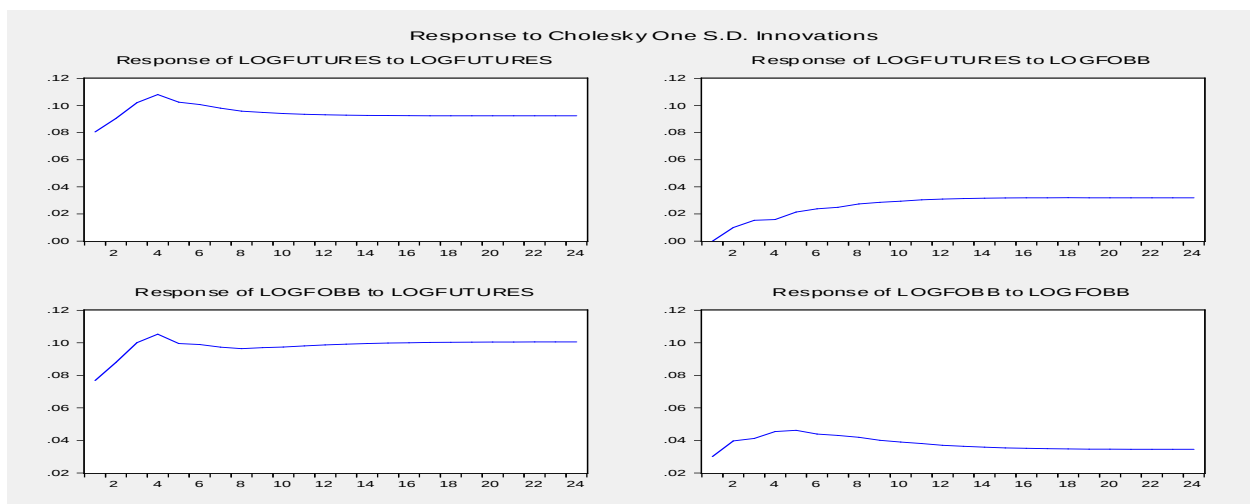 Response to Cholesky One S.D. Innovations
Response of LOGFUTURES to LOGFUTURES
.12
.10
.08
.06
.04
.02
.00
2 4 6 8 10 12 14 16 18 20 22 24
Response of LOGFUTURES to LOGFOBB
.12
.10
.08
.06
.04
.02
.00
2 4 6 8 10 12 14 16 18 20 22 24
Response of LOGFOBB to LOGFUTURES
.12
.10
.08
.06
.04
.02
2 4 6 8 10 12 14 16 18 20 22 24
Response of LOGFOBB to LOGFOBB
.12
.10
.08
.06
.04
.02
2 4 6 8 10 12 14 16 18 20 22 24